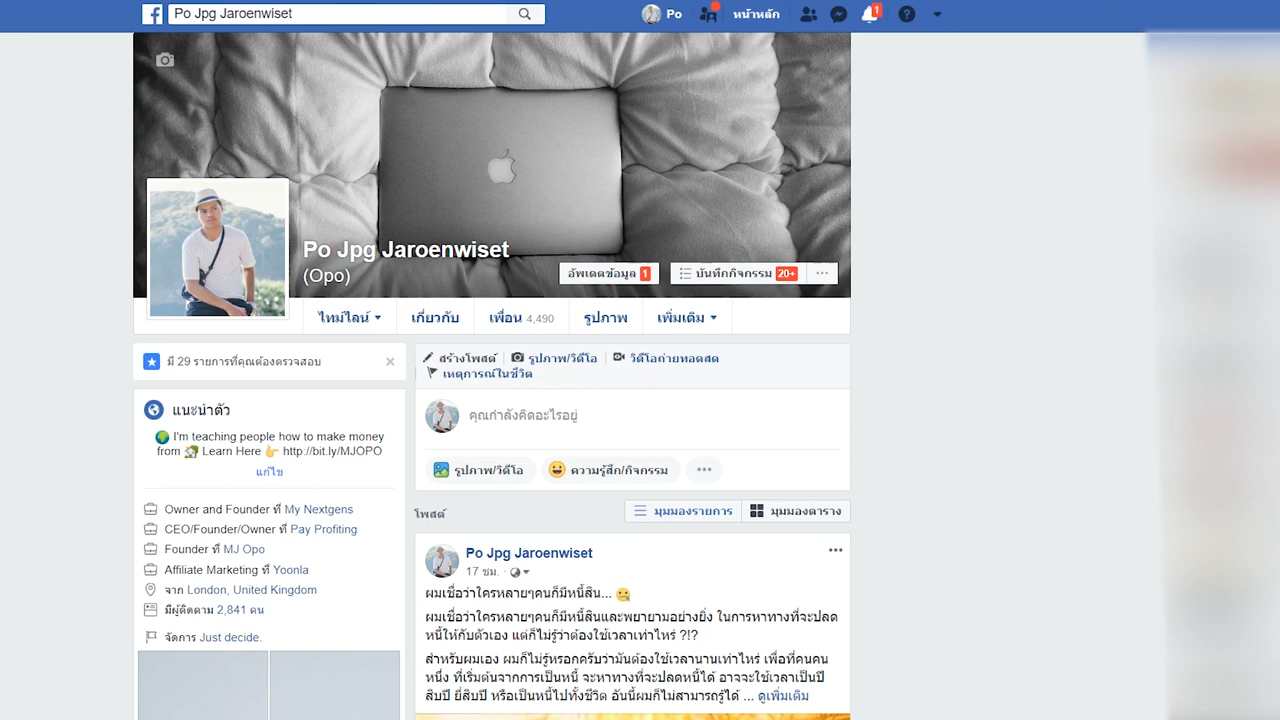 Po Jpg Jaroenwiset
Po
หน้าหลัก
1
Po Jpg Jaroenwiset
(Opo)
อัพเดตข้อมูล 1
บันทึกกิจกรรม 20+
ไทม์ไลน์
เกี่ยวกับ
เพื่อน 4,490
รูปภาพ
เพิ่มเติม
มี 29 รายการที่คุณต้องตรวจสอบ
แนะนำตัว
I'm teaching people how to make money
from Learn Here http://bit.ly/MJOPO
แก้ไข
Owner and Founder ที่ My Nextgens
CEO/Founder/Owner ที่ Pay Profiting
Founder ที่ MJ Opo
Affiliate Marketing ที่ Yoonla
จาก London, United Kingdom
มีผู้ติดตาม 2,841 คน
จัดการ Just decide.
สร้างโพสต์
รูปภาพ/วิดีโอ
วิดีโอถ่ายทอดสด
เหตุการณ์ในชีวิต
คุณกำลังคิดอะไรอยู่
รูปภาพ/วิดีโอ
ความรู้สึก/กิจกรรม
โพสต์
มุมมองรายการ
มุมมองตาราง
Po Jpg Jaroenwiset
17 ชม.
ผมเชื่อว่าใครหลายๆคนก็มีหนี้สิน...
ผมเชื่อว่าใครหลายๆคนก็มีหนี้สินและพยายามอย่างยิ่ง ในการหาทางที่จะปลด
หนี้ให้กับตัวเอง แต่ก็ไม่รู้ว่าต้องใช้เวลาเท่าไหร่ ?!?
สำหรับผมเอง ผมก็ไม่รู้หรอกครับว่ามันต้องใช้เวลานานเท่าไหร่ เพื่อที่คนคน
หนึ่ง ที่เริ่มต้นจากการเป็นหนี้ จะหาทางที่จะปลดหนี้ได้ อาจจะใช้เวลาเป็นปี
สิบปี ยี่สิบปี หรือเป็นหนี้ไปทั้งชีวิต อันนี้ผมก็ไม่สามารถรู้ได้ ... ดูเพิ่มเติม